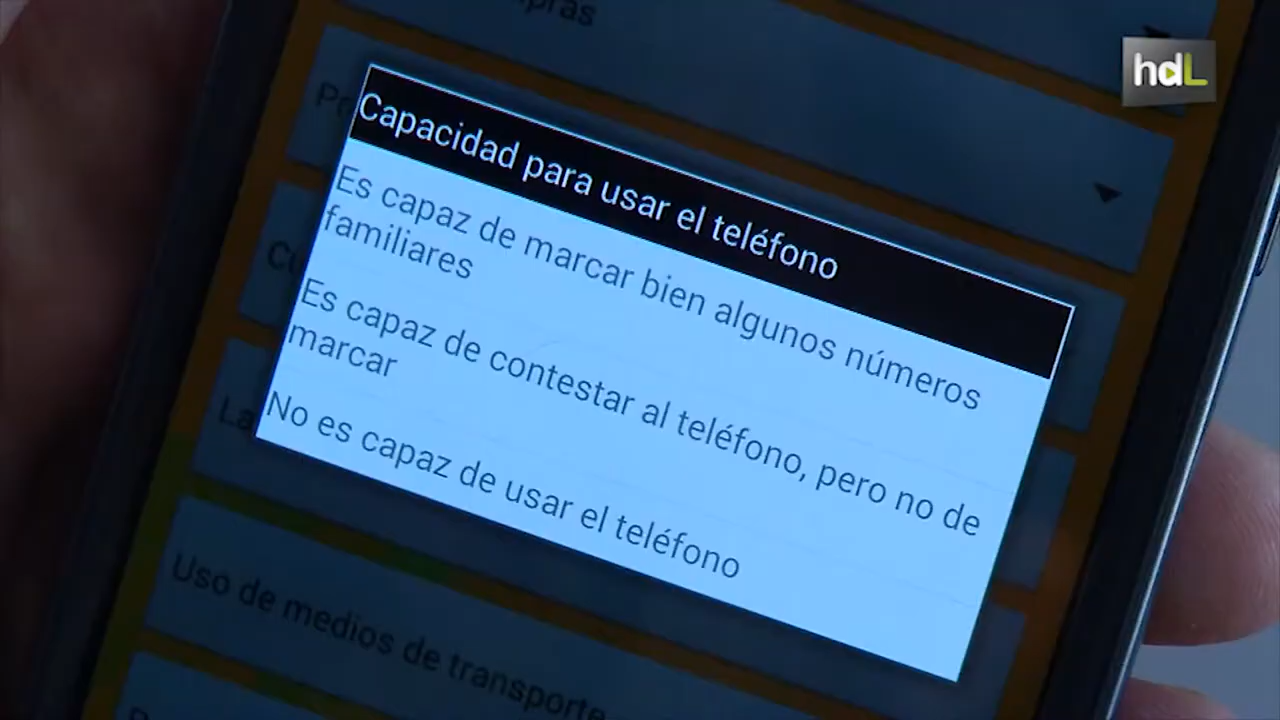 hdL
Capacidad para usar el teléfono
Es capaz de marcar bien algunos números
familiares
Es capaz de contestar al teléfono, pero no de
marcar
No es capaz de usar el teléfono
Uso de medios de transporte